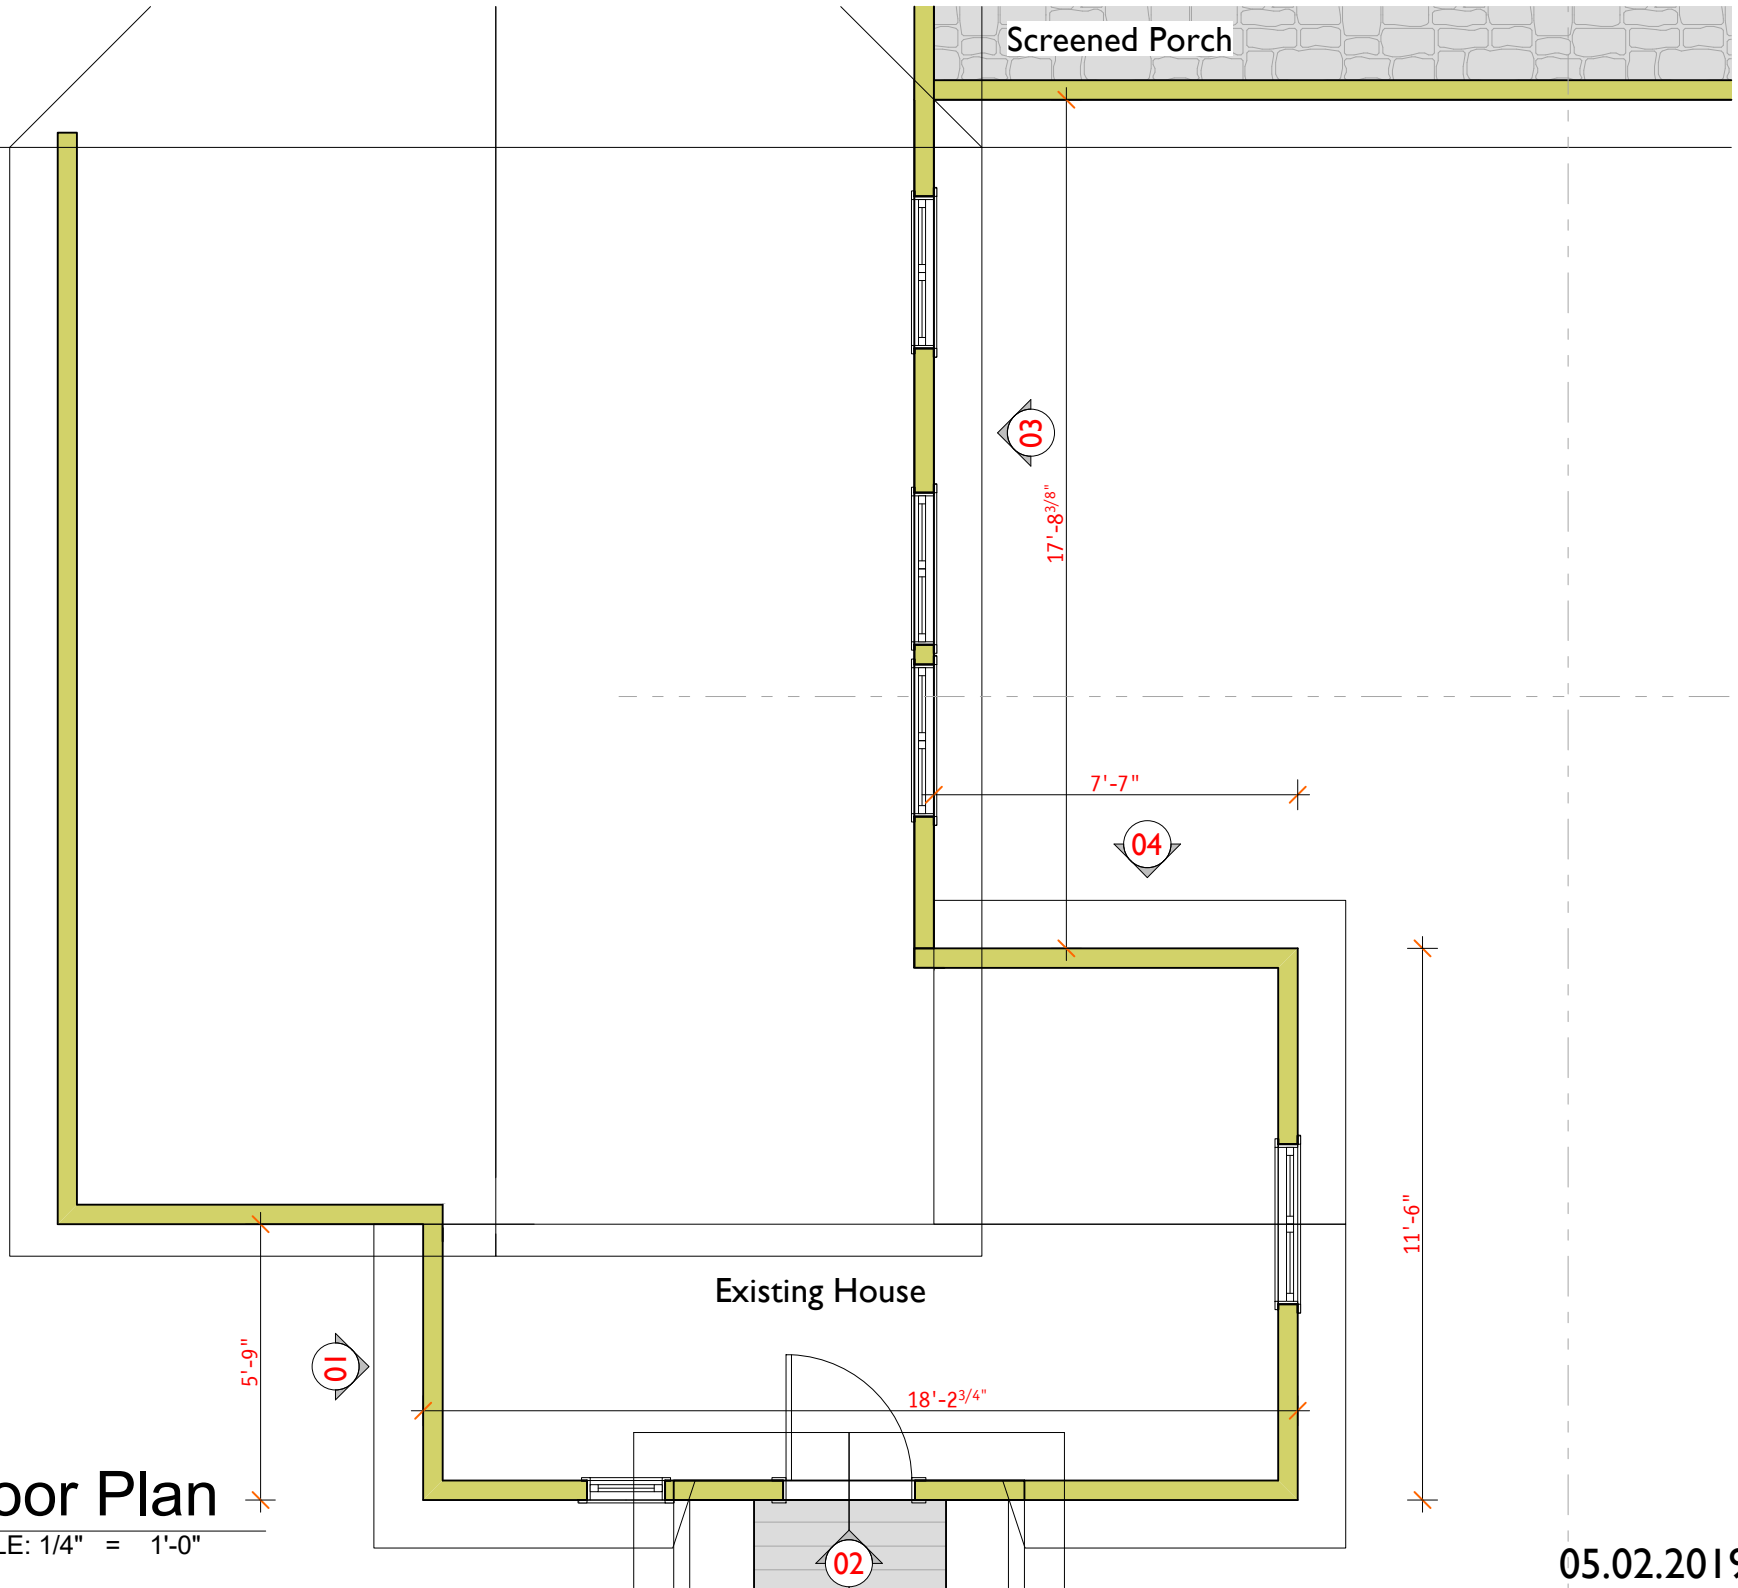 Screened Porch
03
17'-8 3/8"
7'-7"
04
11'-6"
Existing House
5'-9"
01
18'-2 3/4"
oor Plan
LE: 1/4" = 1'-0"
02
05.02.2019